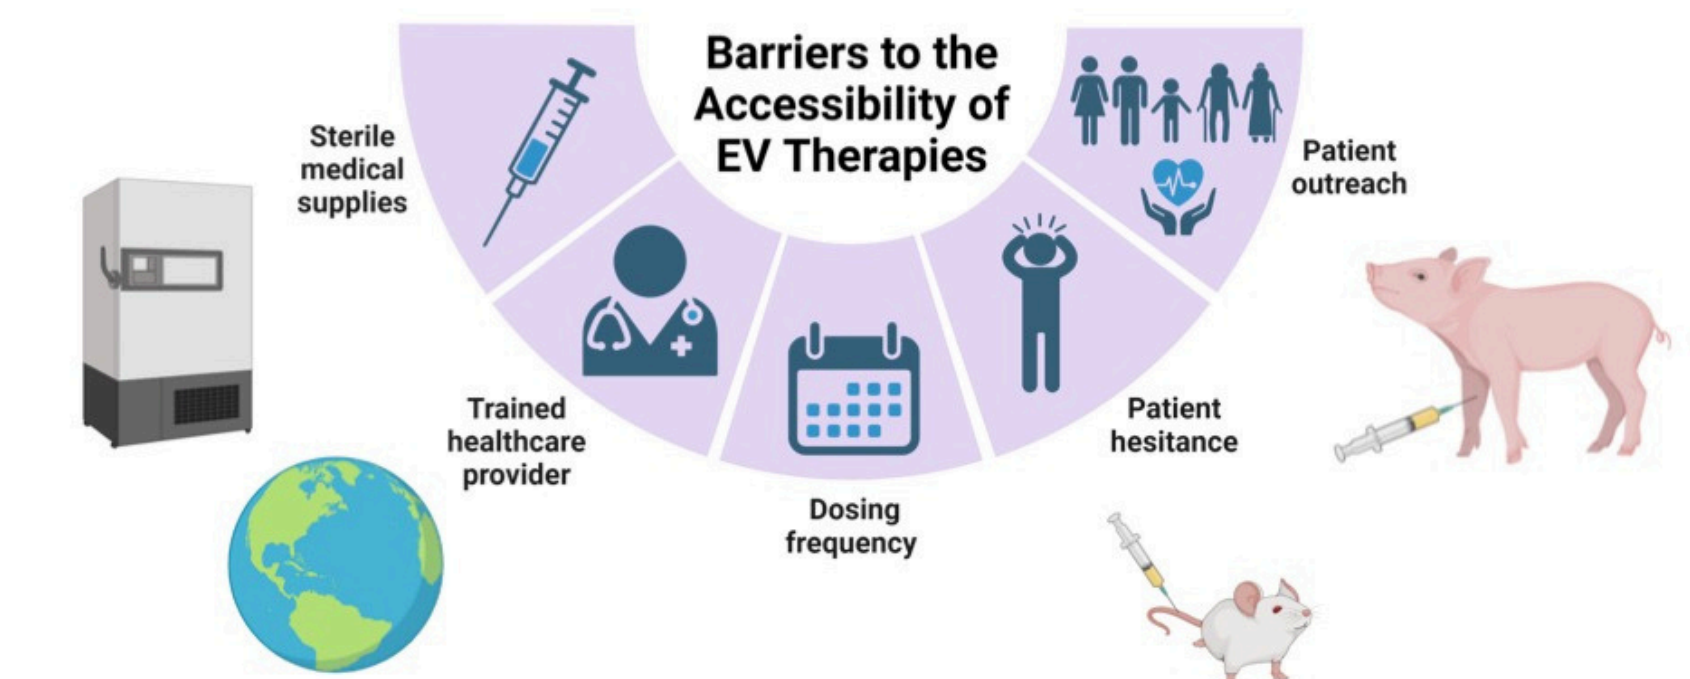 Barriers to the
Accessibility of
EV Therapies
Sterile
medical
supplies
Trained
healthcare
provider
Dosing
frequency
Patient
hesitance
Patient
outreach